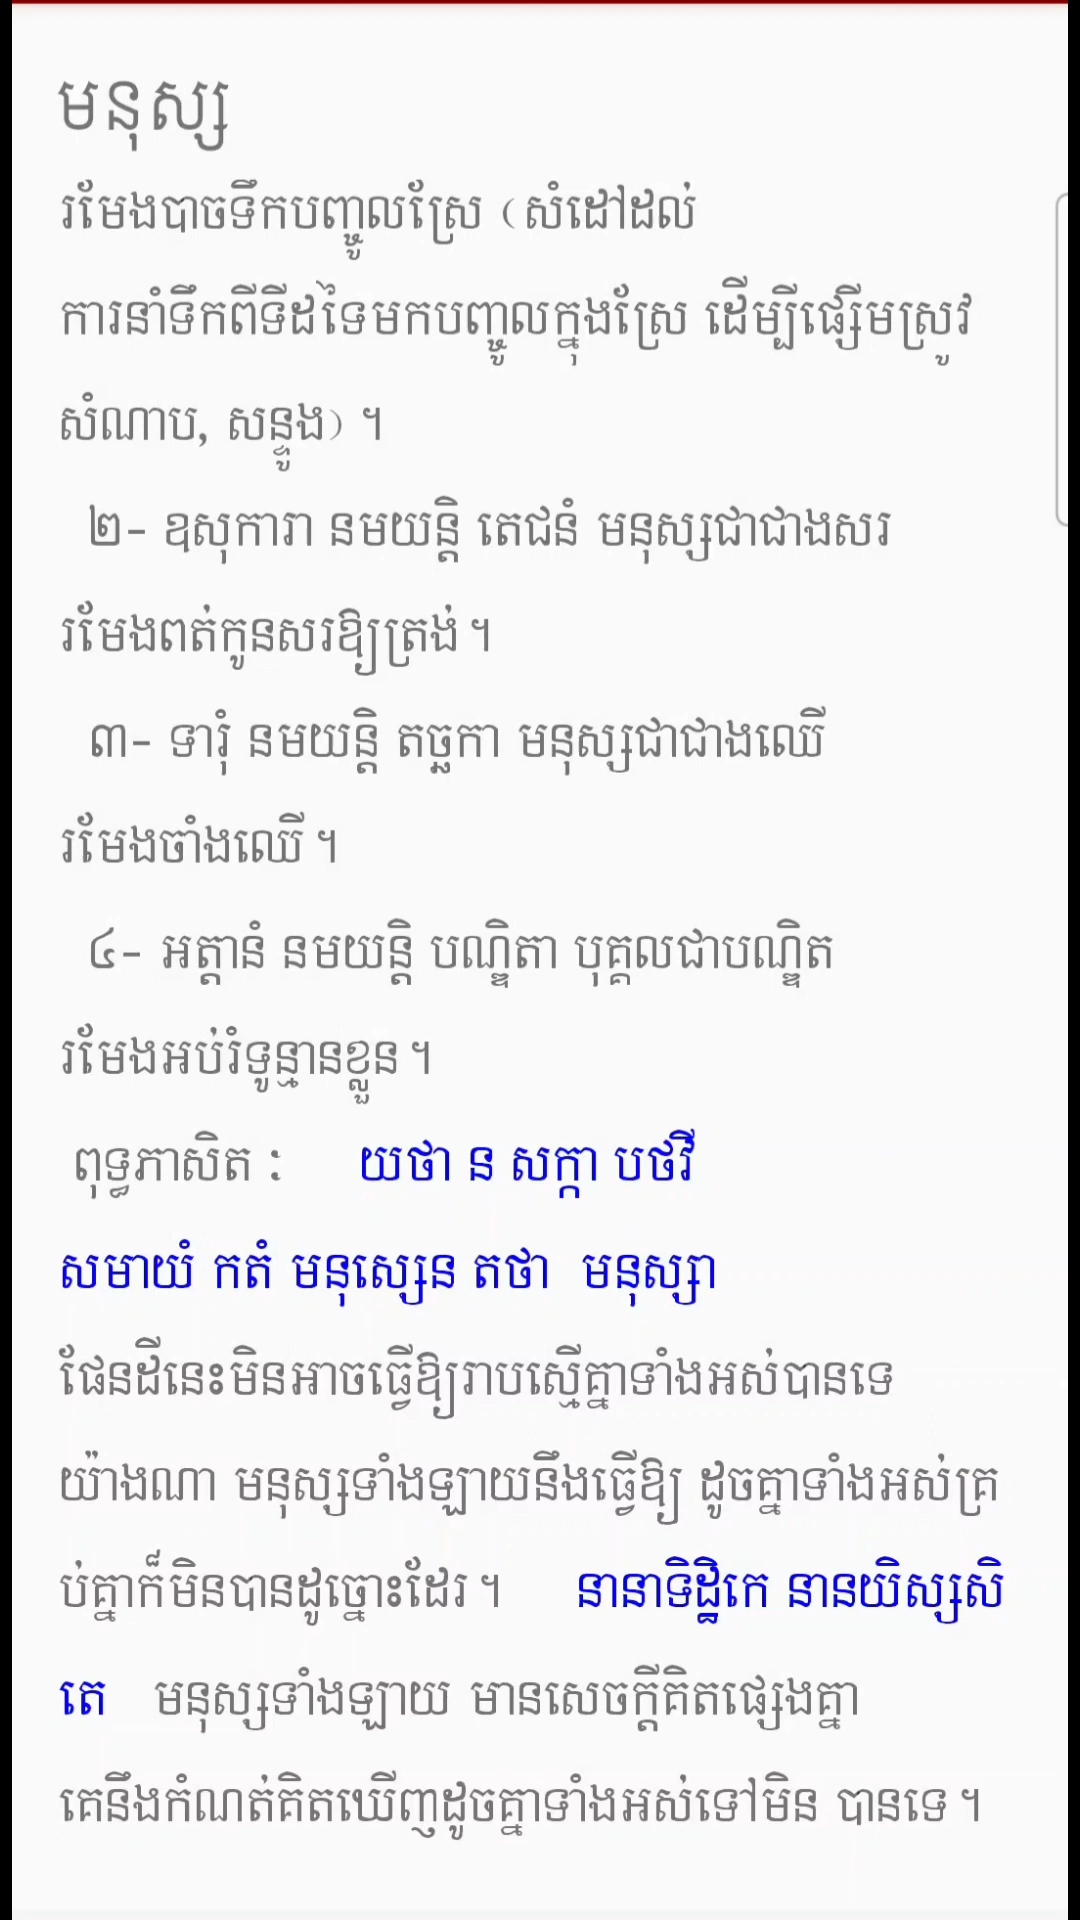 មនុស្ស
រមែងបាចទឹកបញ្ចូលស្រែ (សំដៅដល់
ការនាំទឹកពីទីដទៃមកបញ្ចូលក្នុងស្រែ ដើម្បីផ្សើមស្រូវ
សំណាប, សន្ទូង) ។
២- ឧសុការា នមយន្តិ តេជនំ មនុស្សជាជាងសរ
រមែងពត់កូនសរឱ្យត្រង់ ។
៣- ទារុំ នមយន្តិ តច្ឆកា មនុស្សជាជាងឈើ
រមែងចាំងឈើ ។
៤- អត្តានំ នមយន្តិ បណ្ឌិតា បុគ្គលជាបណ្ឌិត
រមែងអប់រំទូន្មានខ្លួន ។
ពុទ្ធភាសិត ៈ យថា ន សក្កា បថវី
សមាយំ កតំ មនុស្សេន តថា មនុស្សា
ផែនដីនេះមិនអាចធ្វើឱ្យរាបស្មើគ្នាទាំងអស់បានទេ
យ៉ាងណា មនុស្សទាំងឡាយនឹងធ្វើឱ្យ ដូចគ្នាទាំងអស់គ្រ
ប់គ្នាក៏មិនបានដូច្នោះដែរ ។ នានាទិដ្ឋិកេ នានយិស្សសិ
តេ មនុស្សទាំងឡាយ មានសេចក្តីគិតផ្សេងគ្នា
គេនឹងកំណត់គិតឃើញដូចគ្នាទាំងអស់ទៅមិន បានទេ ។